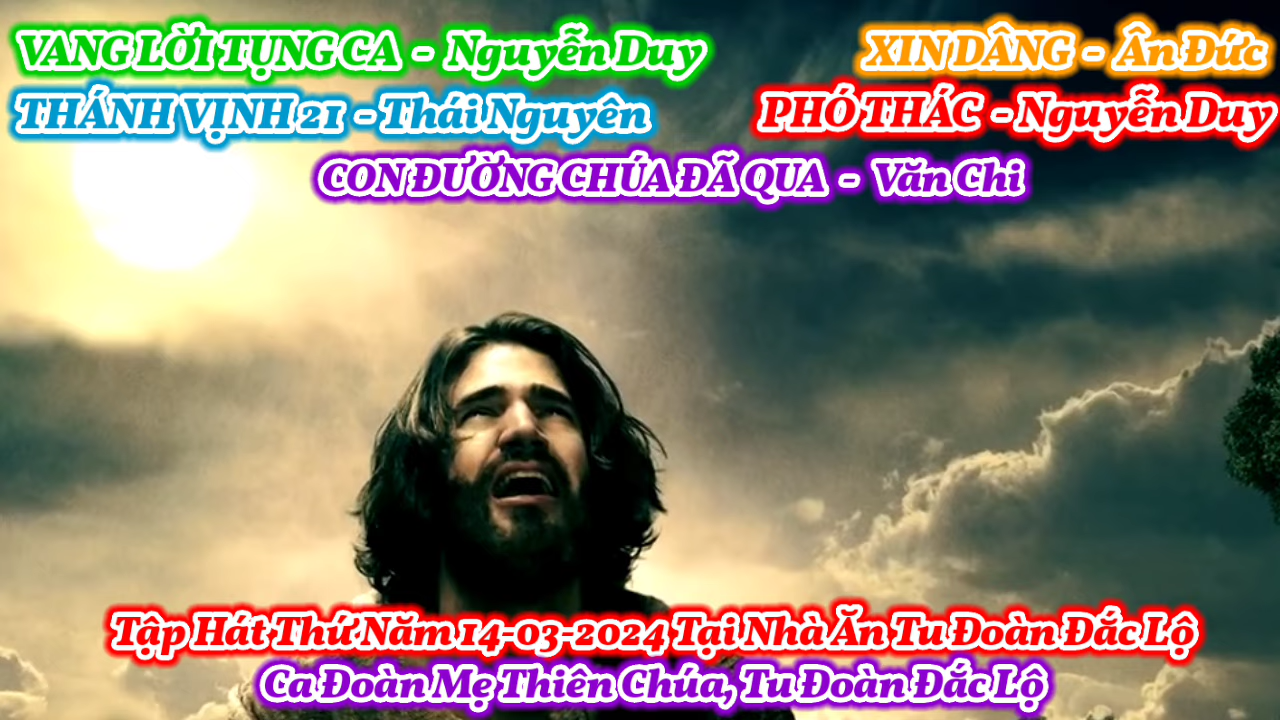 VANG LỜI TỤNG CA - Nguyễn Duy
XIN DÂNG - Ân Đức
THÁNH VỊNH 21 - Thái Nguyên
PHÓ THÁC - Nguyễn Duy
CON ĐƯỜNG CHÚA ĐÃ QUA - Văn Chi
Tập Hát Thứ Năm 14-03-2024 Tại Nhà Ăn Tu Đoàn Đắc Lộ
Ca Đoàn Mẹ Thiên Chúa, Tu Đoàn Đắc Lộ